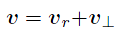 v = v_r + v_⊥